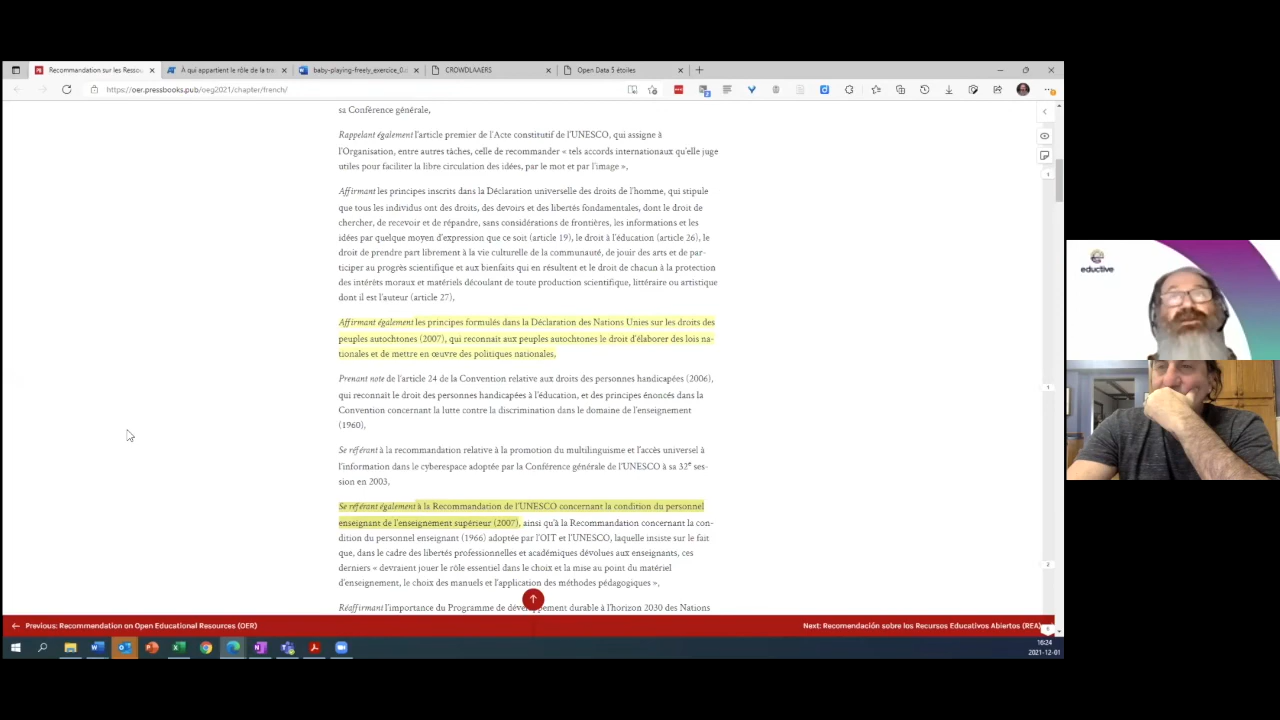 Recommandation sur les Ressou
À qui appartient le rôle de la tra
baby-playing-freely_exercice_0.d
CROWDLAAERS
Open Data 5 étoiles
https://oer.pressbooks.pub/oeg2021/chapter/french/
sa Conférence générale,
Rappelant également l'article premier de l'Acte constitutif de l'UNESCO, qui assigne à
l'Organisation, entre autres tâches, celle de recommander « tels accords internationaux qu'elle juge
utiles pour faciliter la libre circulation des idées, par le mot et par l'image »,
Affirmant les principes inscrits dans la Déclaration universelle des droits de l'homme, qui stipule
que tous les individus ont des droits, des devoirs et des libertés fondamentales, dont le droit de
chercher, de recevoir et de répandre, sans considérations de frontières, les informations et les
idées par quelque moyen d'expression que ce soit (article 19), le droit à l'éducation (article 26), le
droit de prendre part librement à la vie culturelle de la communauté, de jouir des arts et de par-
ticiper au progrès scientifique et aux bienfaits qui en résultent et le droit de chacun à la protection
des intérêts moraux et matériels découlant de toute production scientifique, littéraire ou artistique
dont il est l'auteur (article 27),
Affirmant également les principes formulés dans la Déclaration des Nations Unies sur les droits des
peuples autochtones (2007), qui reconnait aux peuples autochtones le droit d'élaborer des lois na-
tionales et de mettre en œuvre des politiques nationales,
Prenant note de l'article 24 de la Convention relative aux droits des personnes handicapées (2006),
qui reconnaît le droit des personnes handicapées à l'éducation, et des principes énoncés dans la
Convention concernant la lutte contre la discrimination dans le domaine de l'enseignement
(1960),
Se référant à la recommandation relative à la promotion du multilinguisme et l'accès universel à
l'information dans le cyberespace adoptée par la Conférence générale de l'UNESCO à sa 32e ses-
sion en 2003,
Se référant également à la Recommandation de l'UNESCO concernant la condition du personnel
enseignant de l'enseignement supérieur (2007), ainsi qu'à la Recommandation concernant la con-
dition du personnel enseignant (1966) adoptée par l'OIT et l'UNESCO, laquelle insiste sur le fait
que, dans le cadre des libertés professionnelles et académiques dévolues aux enseignants, ces
derniers « devraient jouer le rôle essentiel dans le choix et la mise au point du matériel
d'enseignement, le choix des manuels et l'application des méthodes pédagogiques »,
Réaffirmant l'importance du Programme de développement durable à l'horizon 2030 des Nations
1
1
2
← Previous: Recommendation on Open Educational Resources (OER)
Next: Recomendación sobre los Recursos Educativos Abiertos (REA)
16:24
2021-12-01
eductive